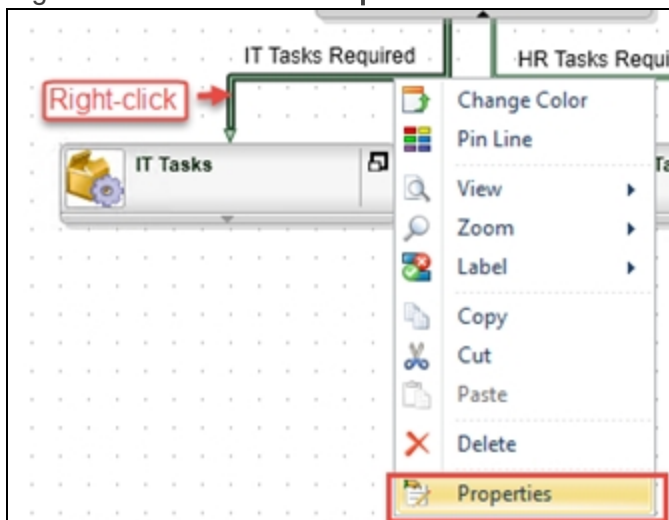 IT Tasks Required
HR Tasks Requi
Right-click
Change Color
Pin Line
IT Tasks
View
Zoom
Label
Copy
Cut
Paste
Delete
Properties